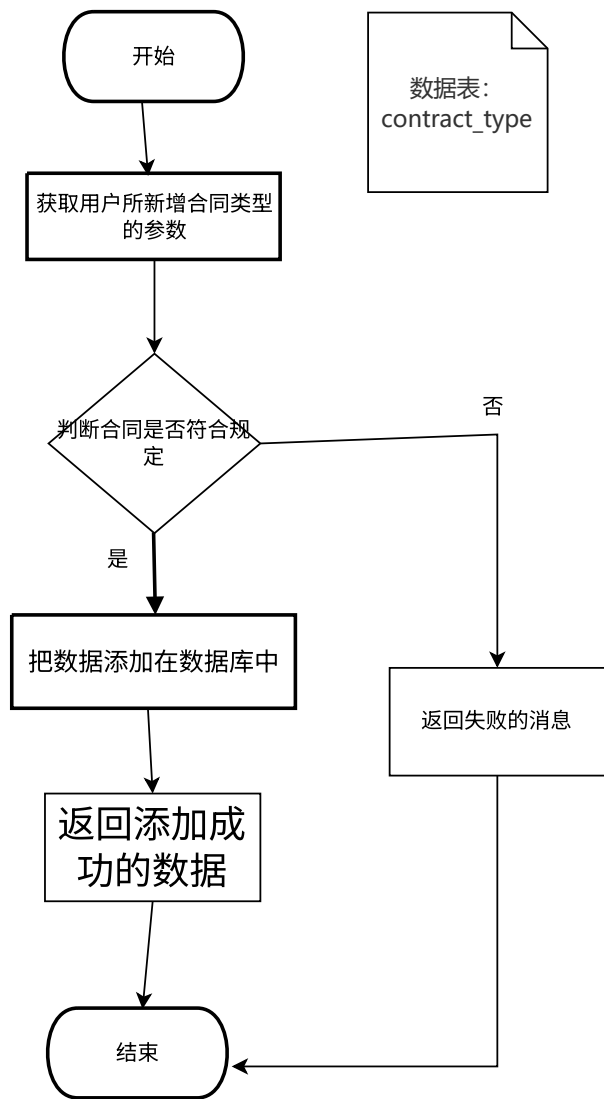 开始
数据表：
contract_type
获取用户所新增合同类型
的参数
判断合同是否符合规
定
否
是
把数据添加在数据库中
返回失败的消息
返回添加成
功的数据
结束